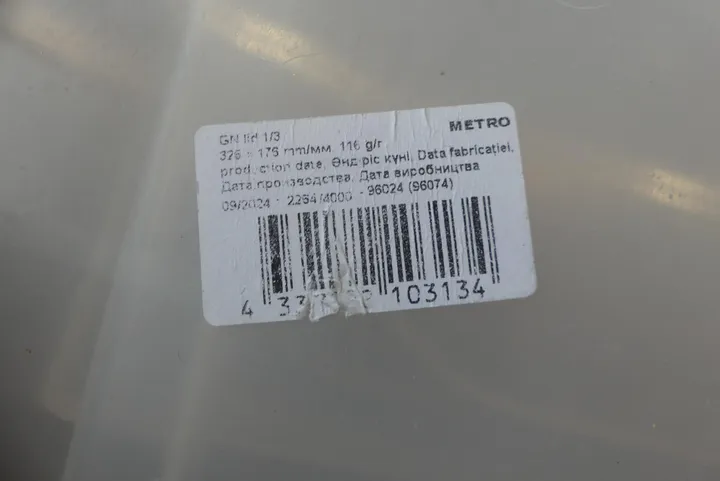 METRO
GN lid 1/3
325 × 176 mm/мм, 116 g/г
production date, Өндіріс күні, Data fabricației,
Дата производства, Дата виробництва
09/2024 - 2264/4000 - 96024 (96074)
4 103134